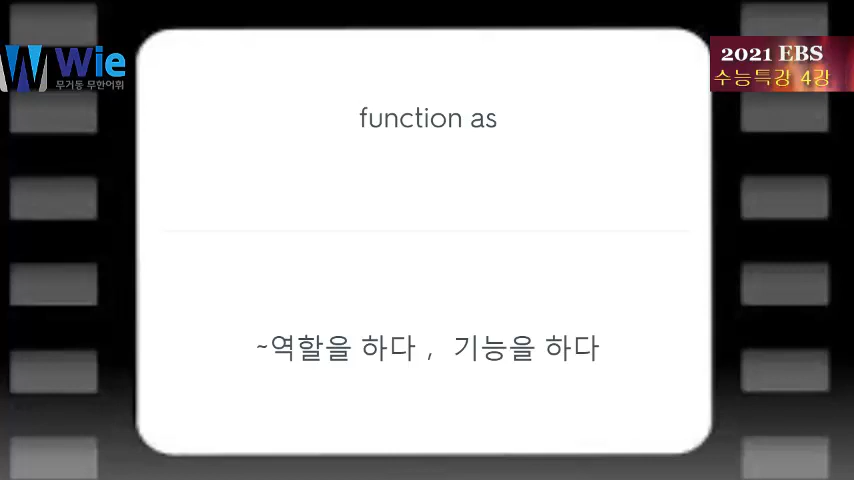 Wie
무거동 무한어휘
2021 EBS
수능특강 4강
function as
~역할을 하다 , 기능을 하다